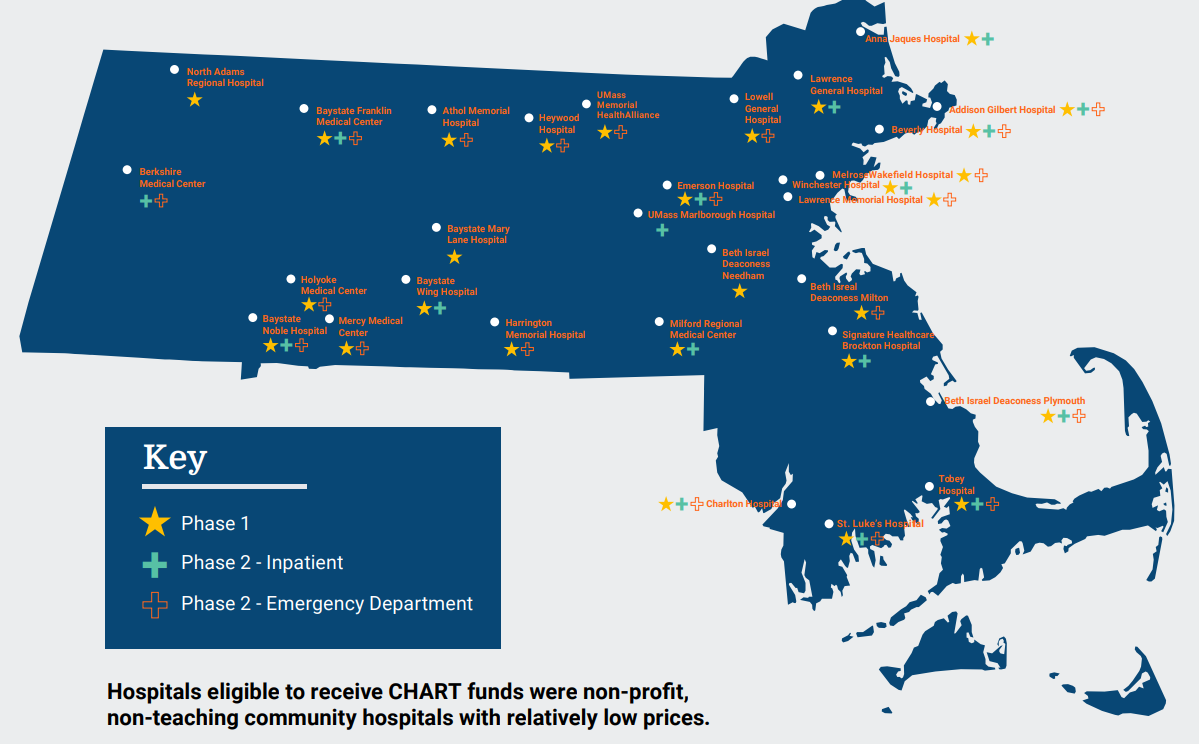 Anna Jaques Hospital
North Adams
Regional Hospital
Lawrence
General Hospital
UMass
Memorial
HealthAlliance
Lowell
General
Hospital
Baystate Franklin
Medical Center
Athol Memorial
Hospital
Heywood
Hospital
Addison Gilbert Hospital
Beverly Hospital
Berkshire
Medical Center
MelroseWakefield Hospital
Winchester Hospital
Lawrence Memorial Hospital
Emerson Hospital
UMass Marlborough Hospital
Baystate Mary
Lane Hospital
Beth Israel
Deaconess
Needham
Holyoke
Medical Center
Baystate
Wing Hospital
Beth Isreal
Deaconess Milton
Baystate
Noble Hospital
Mercy Medical
Center
Harrington
Memorial Hospital
Milford Regional
Medical Center
Signature Healthcare
Brockton Hospital
Beth Israel Deaconess Plymouth
Tobey
Hospital
Charlton Hospital
St. Luke's Hospital
Key
Phase 1
Phase 2 - Inpatient
Phase 2 - Emergency Department
Hospitals eligible to receive CHART funds were non-profit,
non-teaching community hospitals with relatively low prices.